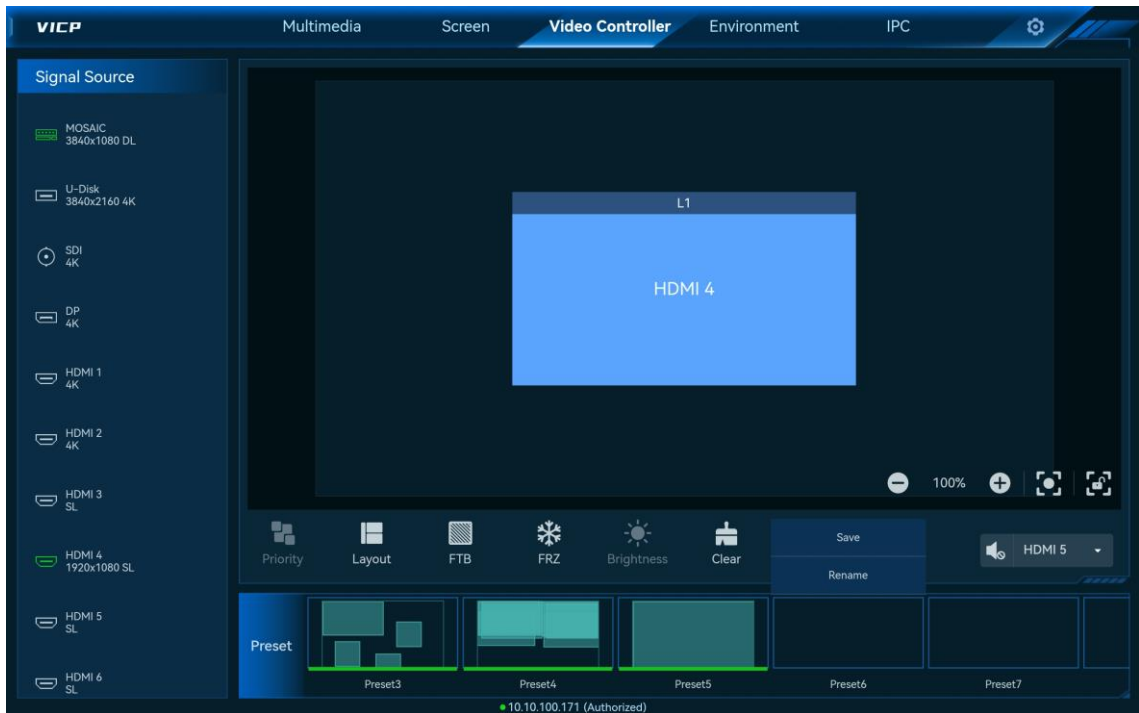 VICP
Multimedia
Screen
Video Controller
Environment
IPC
Signal Source
MOSAIC
3840x1080 DL
U-Disk
3840x2160 4K
SDI
4K
DP
4K
HDMI 1
4K
HDMI 2
4K
HDMI 3
SL
HDMI 4
1920x1080 SL
HDMI 5
SL
HDMI 6
SL
L1
HDMI 4
100%
Priority
Layout
FTB
FRZ
Brightness
Clear
Save
Rename
HDMI 5
Preset
Preset3
Preset4
Preset5
Preset6
Preset7
10.10.100.171 (Authorized)